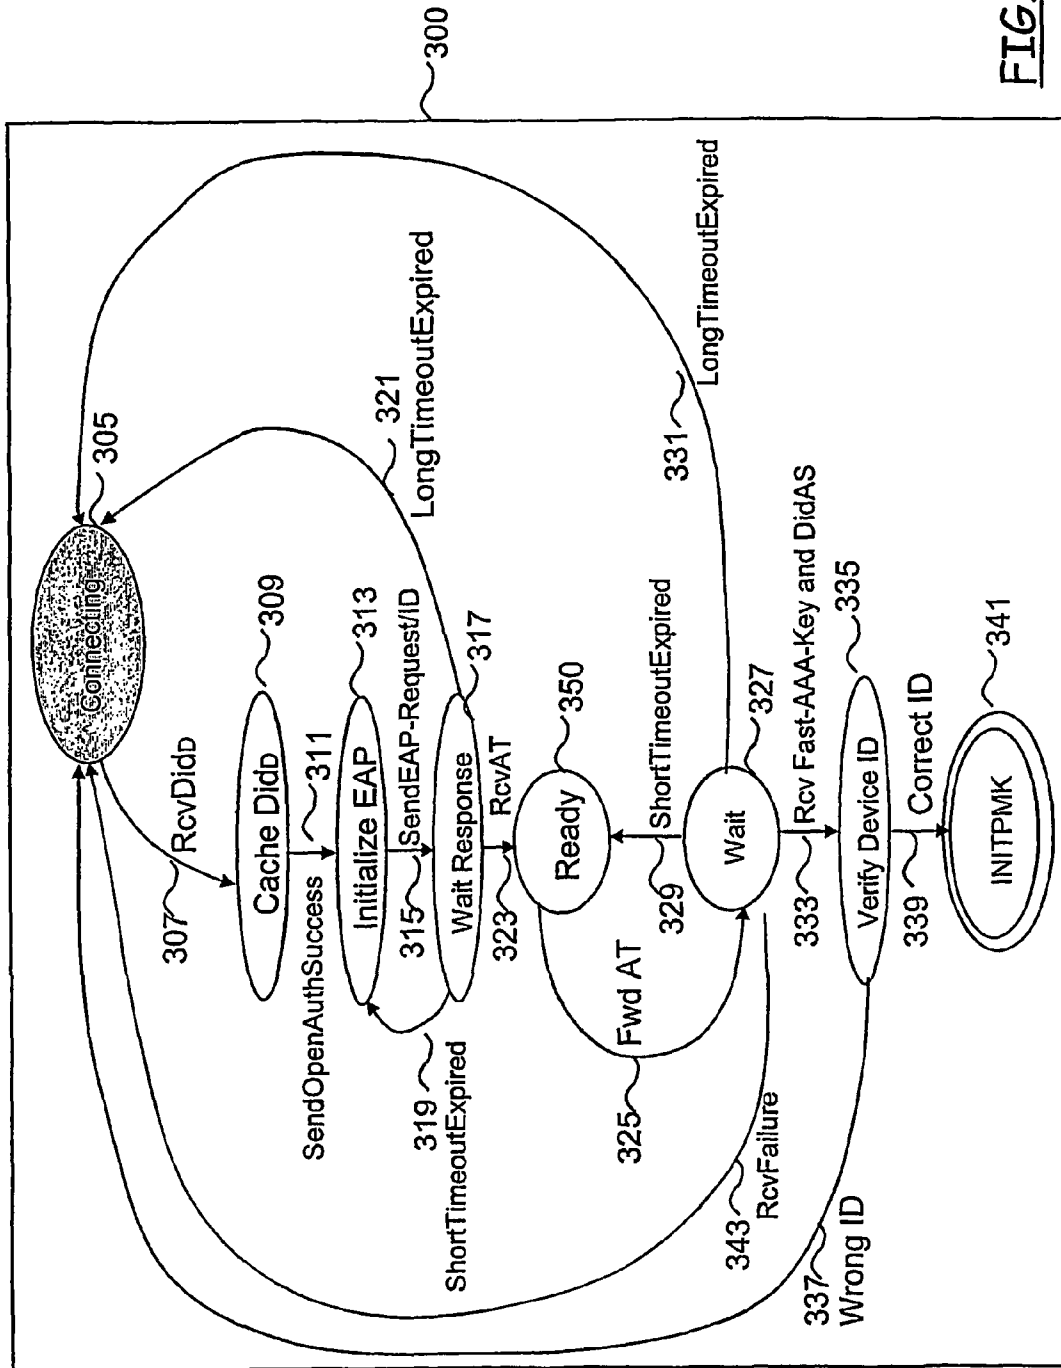 300
Connecting
305
307
RcvDidD
Cache DidD
309
SendOpenAuthSuccess
311
Initialize EAP
313
315
SendEAP-Request/ID
Wait Response
317
319
ShortTimeoutExpired
321
LongTimeoutExpired
323
RcvAT
Ready
350
325
Fwd AT
329
ShortTimeoutExpired
Wait
327
331
LongTimeoutExpired
333
Rcv Fast-AAA-Key and DidAS
343
RcvFailure
Verify Device ID
335
337
Wrong ID
339
Correct ID
INITPMK
341
FIG.